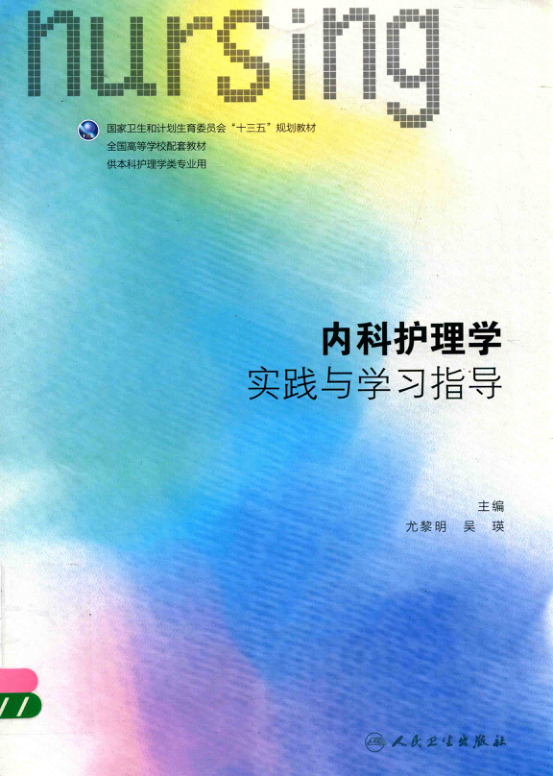 nursing
国家卫生和计划生育委员会“十三五”规划教材
全国高等学校配套教材
供本科护理学类专业用
内科护理学
实践与学习指导
主编
尤黎明 吴 瑛
人民卫生出版社